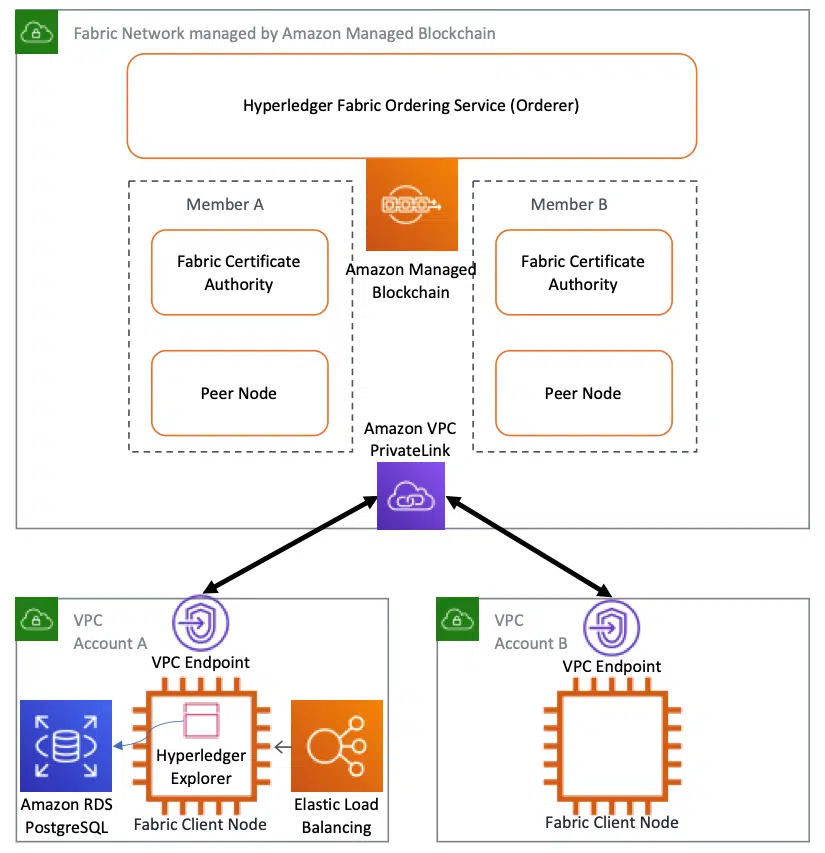 Fabric Network managed by Amazon Managed Blockchain
Hyperledger Fabric Ordering Service (Orderer)
Member A
Fabric Certificate
Authority
Peer Node
Amazon Managed
Blockchain
Member B
Fabric Certificate
Authority
Peer Node
Amazon VPC
PrivateLink
VPC
Account A
VPC Endpoint
Hyperledger
Explorer
Amazon RDS
PostgreSQL
Fabric Client Node
Elastic Load
Balancing
VPC
Account B
VPC Endpoint
Fabric Client Node